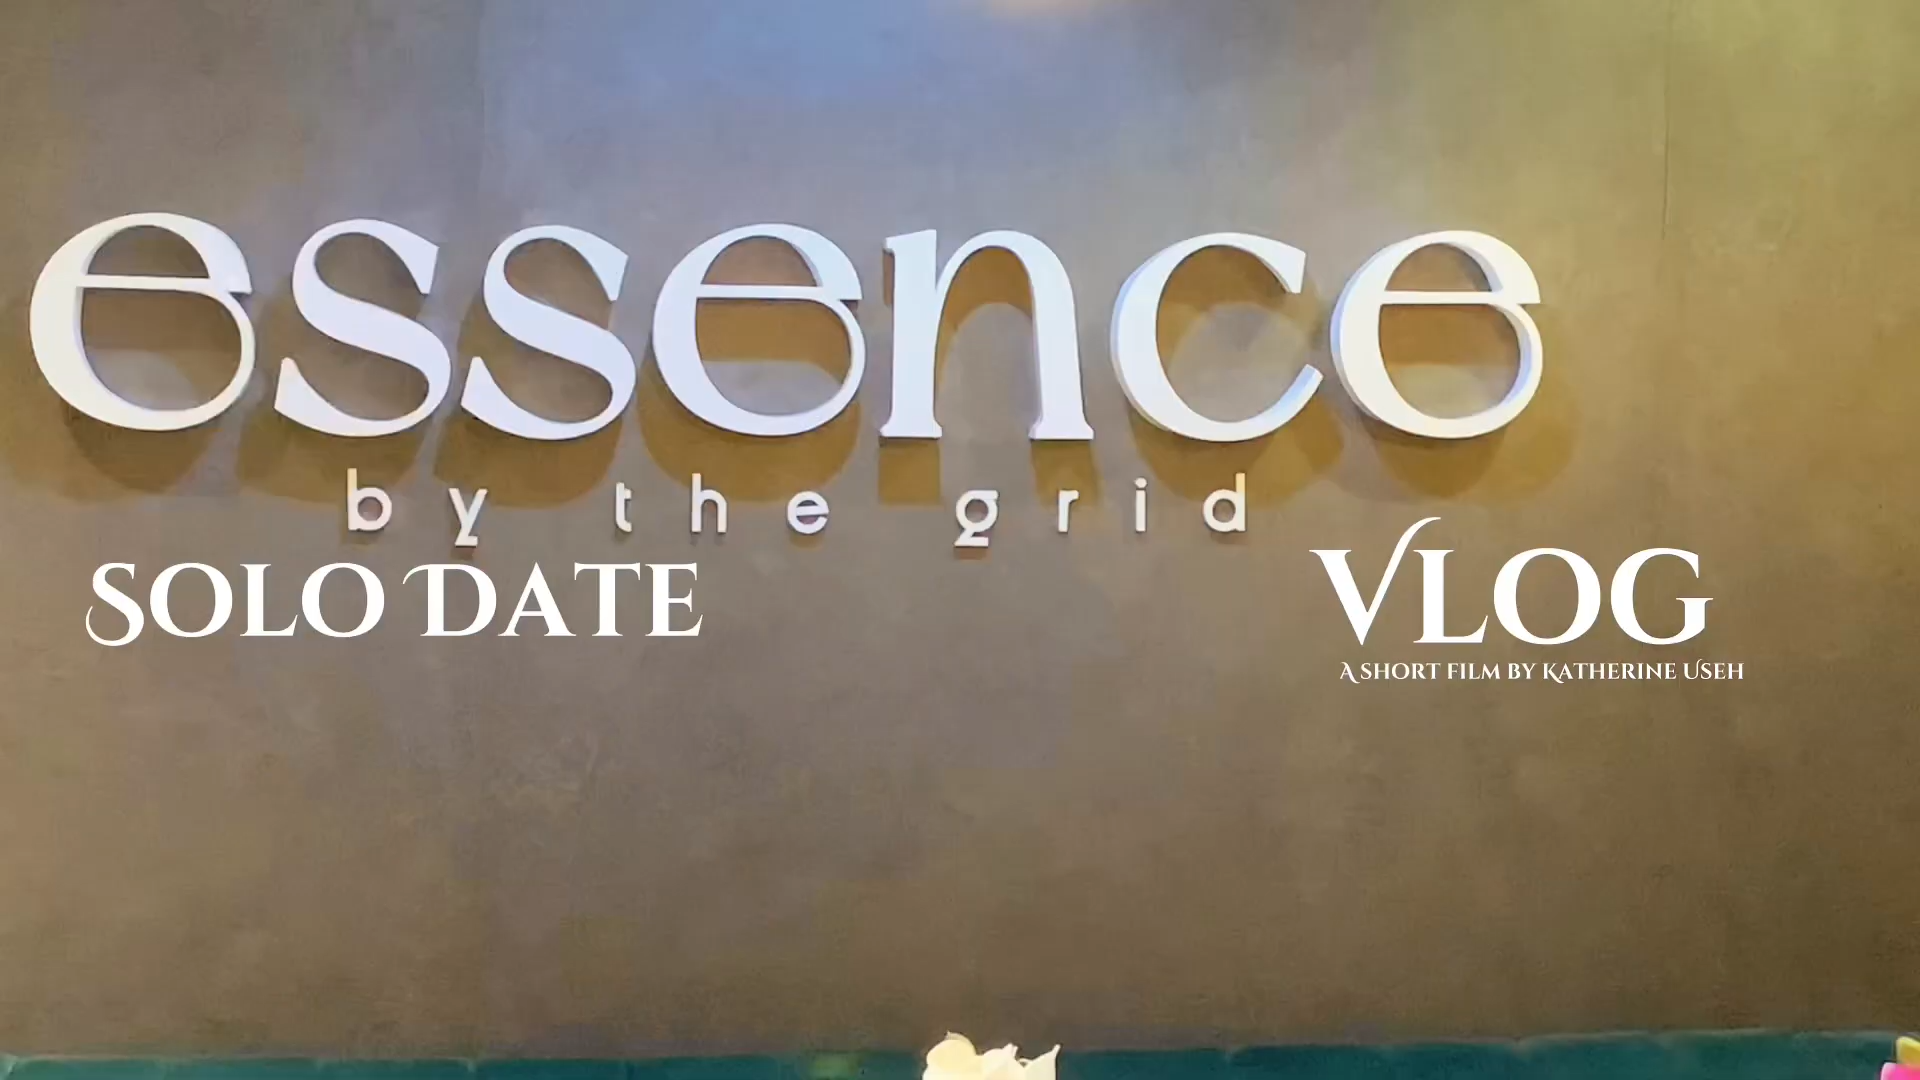 essence
by the grid
SOLO DATE
VLOG
A SHORT FILM BY KATHERINE USEH